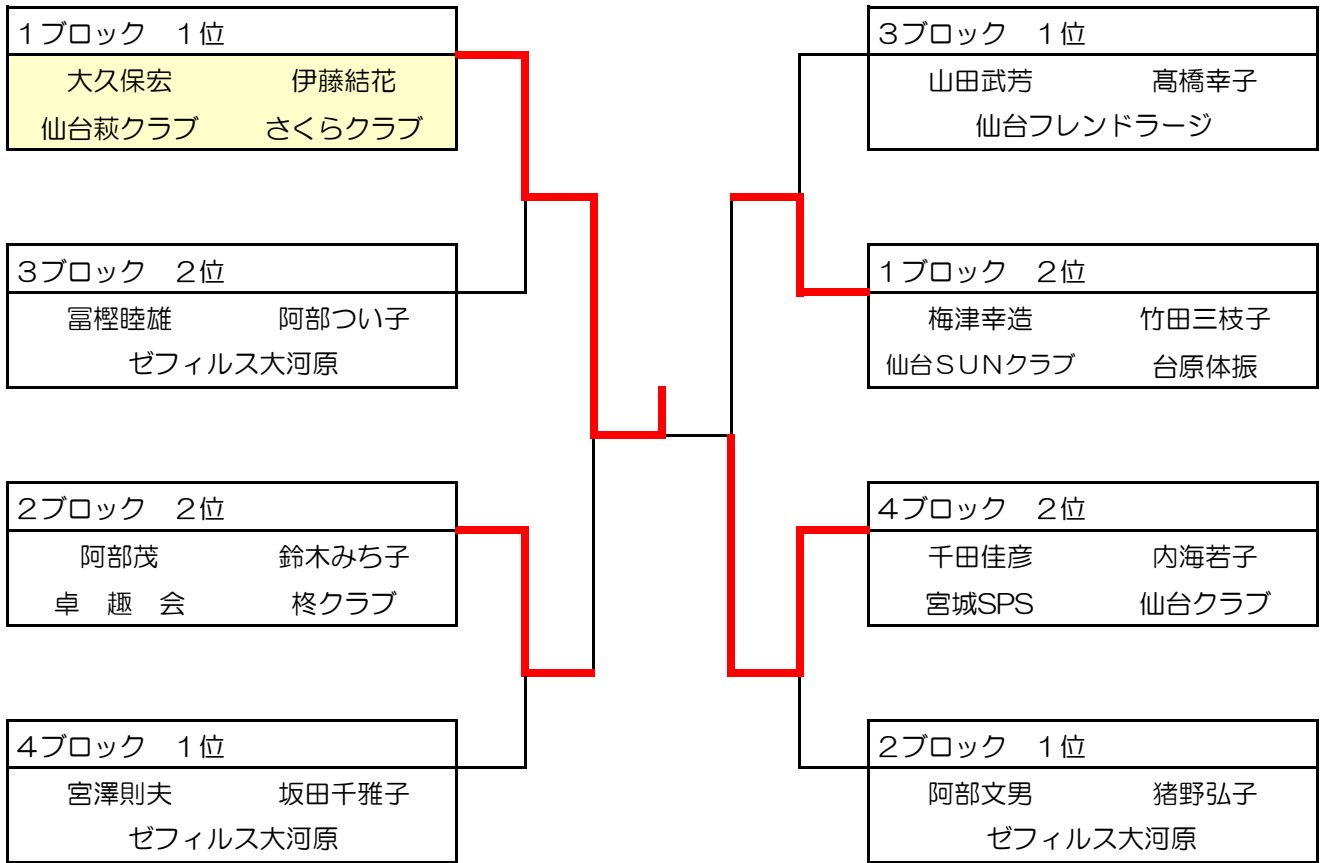 1ブロック　1位
大久保宏　伊藤結花
仙台萩クラブ　さくらクラブ
3ブロック　2位
冨樫睦雄　阿部つい子
ゼフィルス大河原
2ブロック　2位
阿部茂　鈴木みち子
卓　趣　会　柊クラブ
4ブロック　1位
宮澤則夫　坂田千雅子
ゼフィルス大河原
3ブロック　1位
山田武芳　髙橋幸子
仙台フレンドラージ
1ブロック　2位
梅津幸造　竹田三枝子
仙台SUNクラブ　台原体振
4ブロック　2位
千田佳彦　内海若子
宮城SPS　仙台クラブ
2ブロック　1位
阿部文男　猪野弘子
ゼフィルス大河原